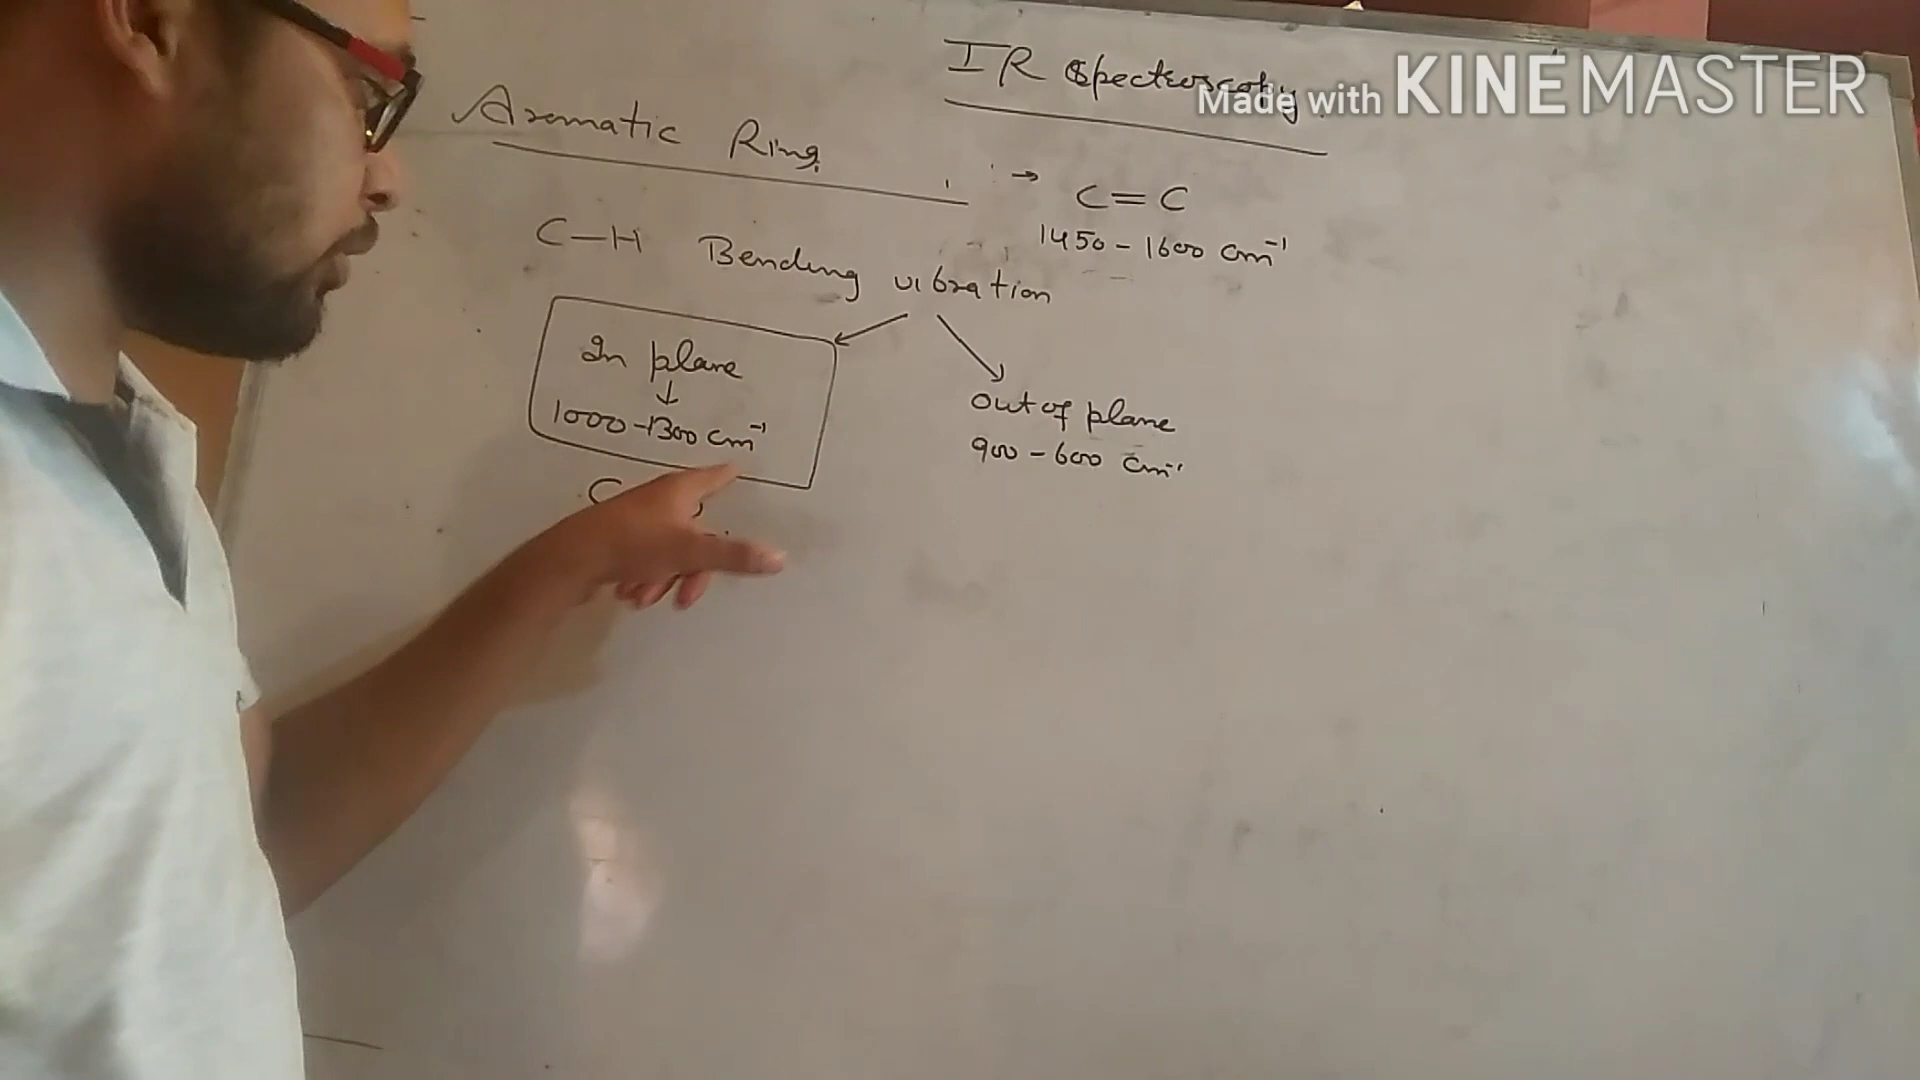 IR Spectroscopy
Made with KINEMASTER
Aromatic Ring
→ C=C
1450 - 1600 cm⁻¹
C-H Bending vibration
In plane
↓
1000-1300 cm⁻¹
out of plane
900 - 600 cm⁻¹
C